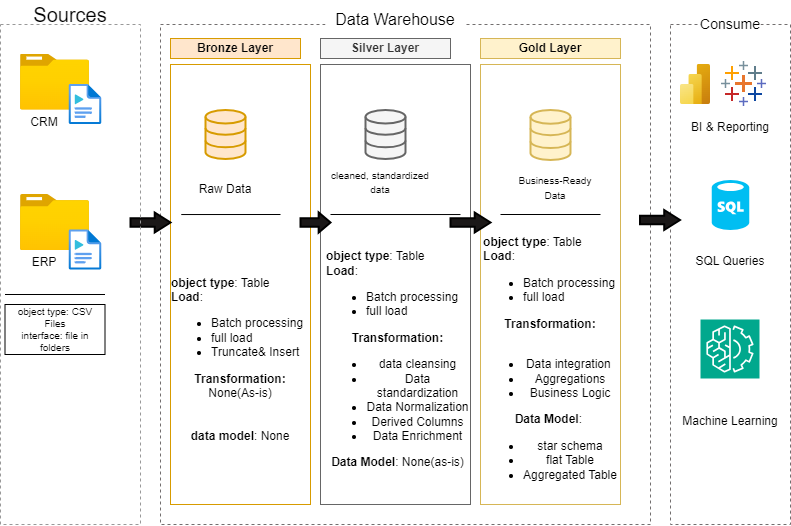 Sources
CRM
ERP
object type: CSV
Files
interface: file in
folders
Data Warehouse
Bronze Layer
Raw Data
object type: Table
Load:
Batch processing
full load
Truncate& Insert
Transformation:
None(As-is)
data model: None
Silver Layer
cleaned, standardized
data
object type: Table
Load:
Batch processing
full load
Transformation:
data cleansing
Data
standardization
Data Normalization
Derived Columns
Data Enrichment
Data Model: None(as-is)
Gold Layer
Business-Ready
Data
object type: Table
Load:
Batch processing
full load
Transformation:
Data integration
Aggregations
Business Logic
Data Model:
star schema
flat Table
Aggregated Table
Consume
BI & Reporting
SQL
SQL Queries
Machine Learning